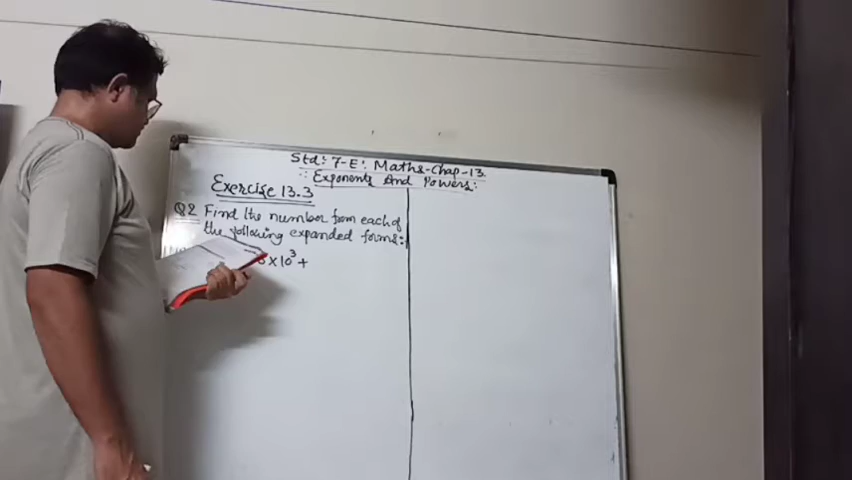 Std: 7-E: Maths-Chap-13.
: Exponents And Powers:
Exercise 13.3
Q2 Find the number from each of
the following expanded forms:
x 10³ +